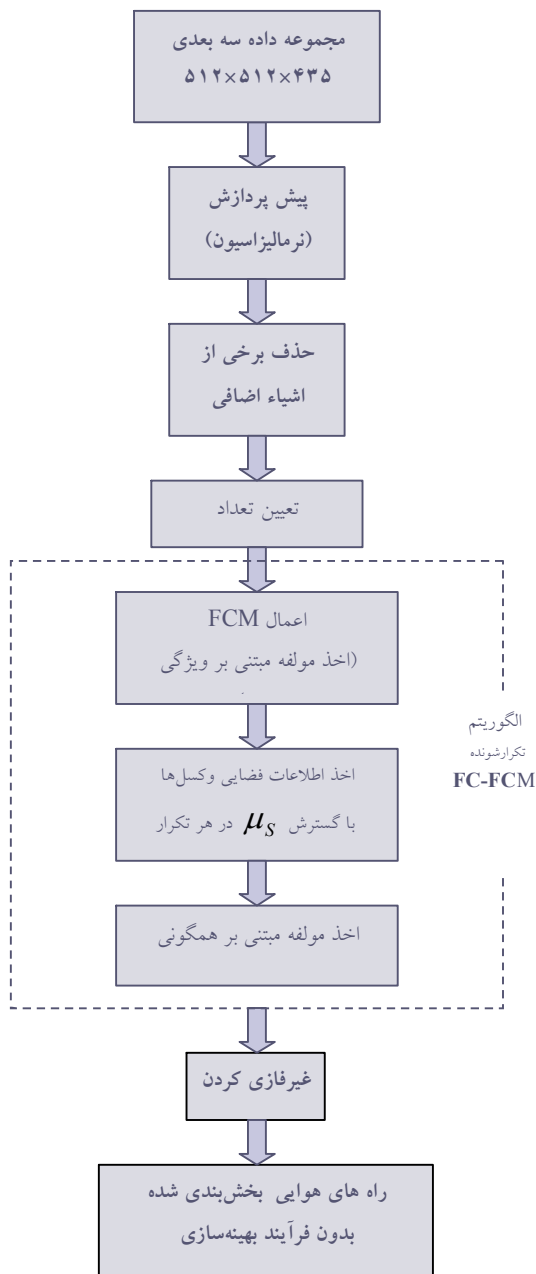 مجموعه داده سه بعدی
۵۱۲×۵۱۲×۴۳۵
پیش پردازش
(نرمالیزاسیون)
حذف برخی از
اشیاء اضافی
تعیین تعداد
اعمال FCM
(اخذ مولفه مبتنی بر ویژگی
اخذ اطلاعات فضایی وکسل‌ها
با گسترش μS در هر تکرار
اخذ مولفه مبتنی بر همگونی
الگوریتم
تکرارشونده
FC-FCM
غیرفازی کردن
راه های هوایی بخش‌بندی شده
بدون فرآیند بهینه‌سازی